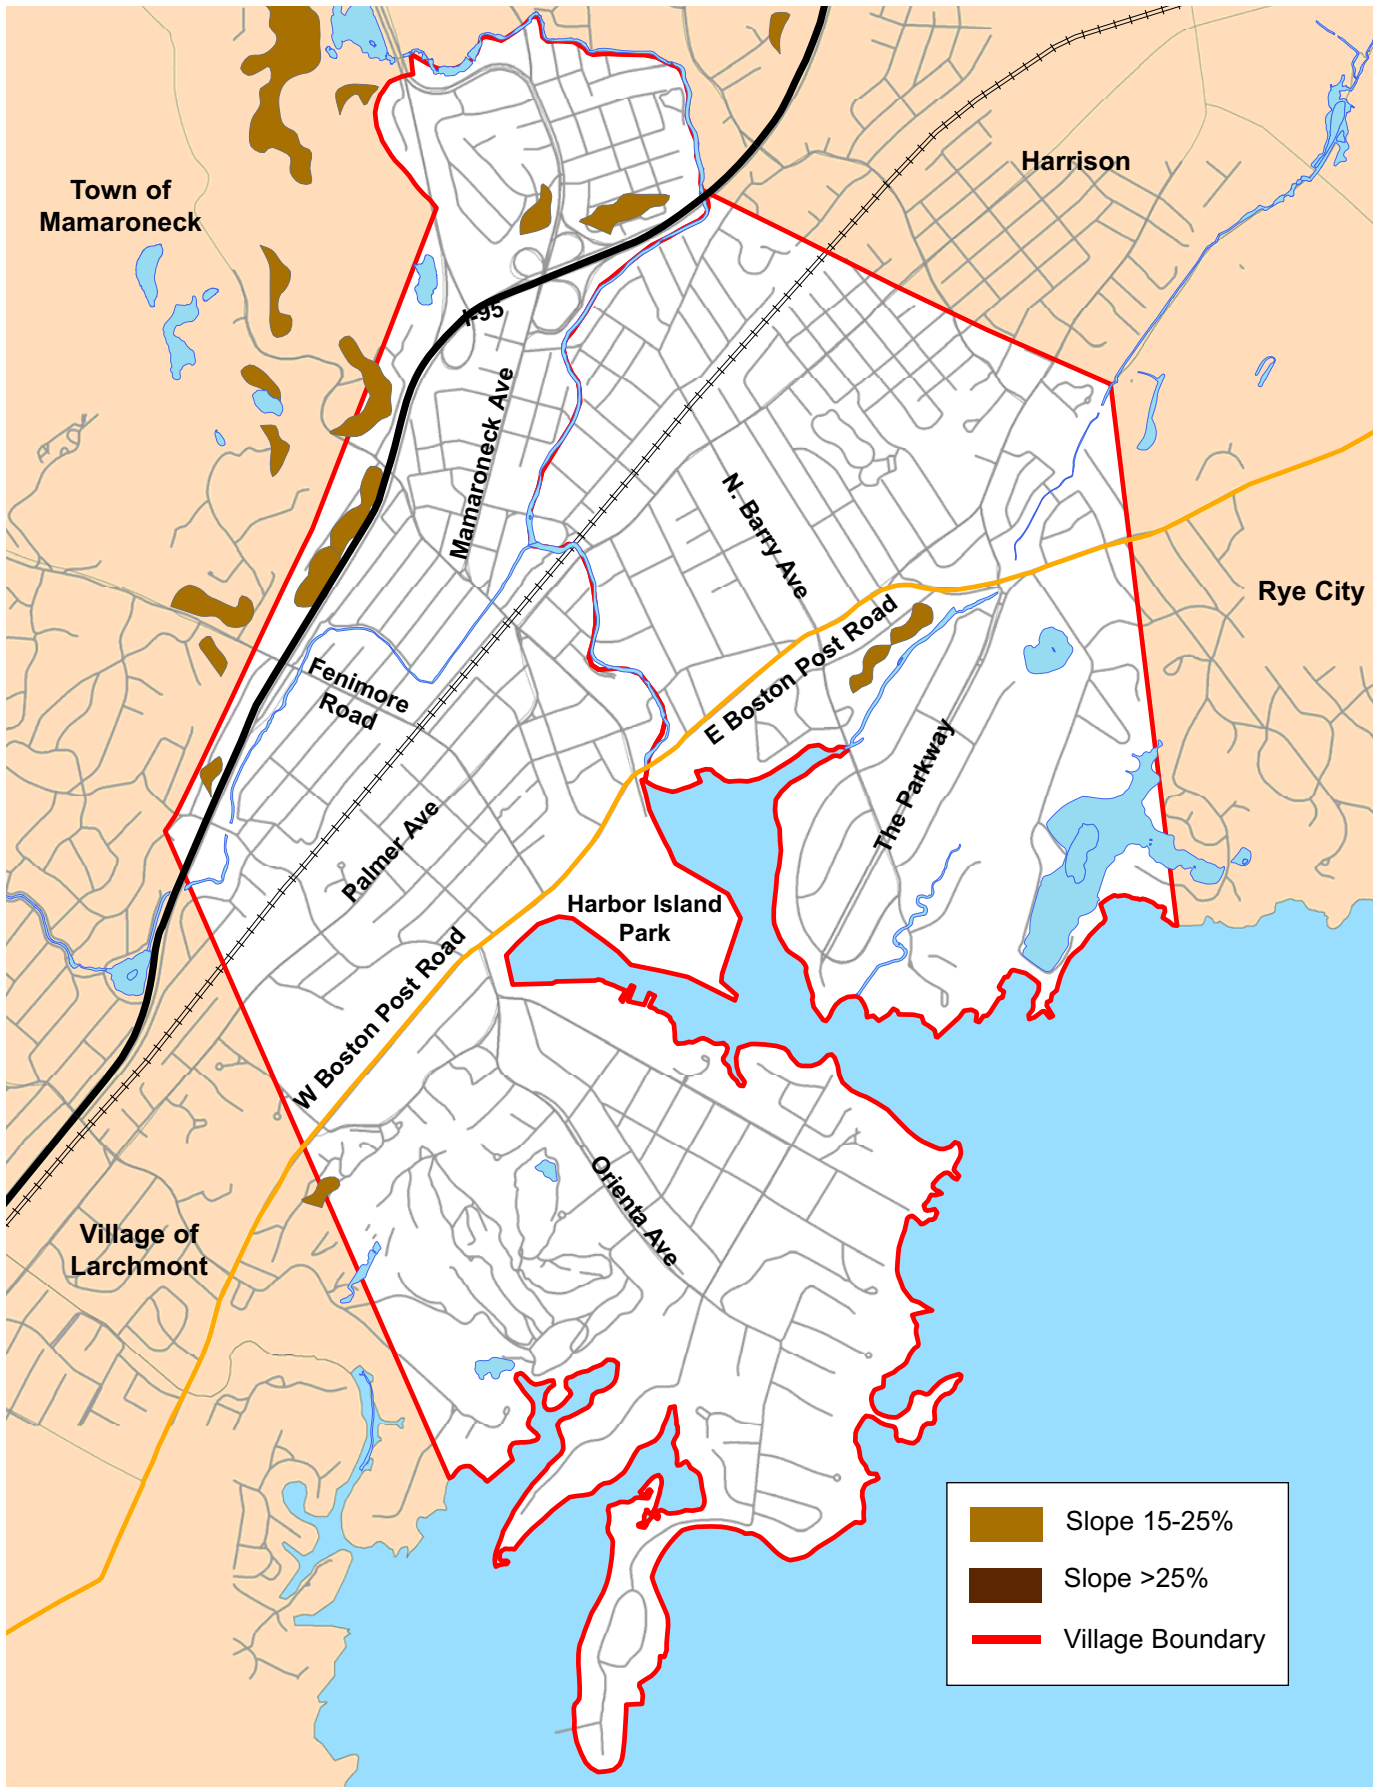 Harrison
Town of
Mamaroneck
I-95
Mamaroneck Ave
N. Barry Ave
Rye City
E Boston Post Road
Fenimore
Road
The Parkway
Palmer Ave
Harbor Island
Park
W Boston Post Road
Orienta Ave
Village of
Larchmont
Slope 15-25%
Slope >25%
Village Boundary